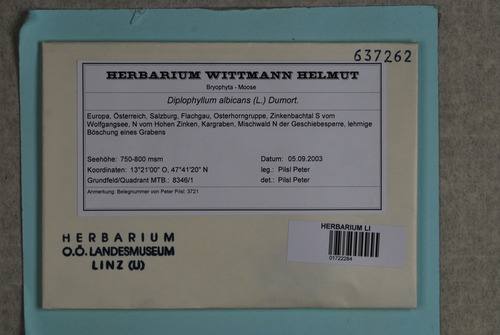 637262
HERBARIUM WITTMANN HELMUT
Bryophyta - Moose
Diplophyllum albicans (L.) Dumort.
Europa, Österreich, Salzburg, Flachgau, Osterhorngruppe, Zinkenbachtal S vom
Wolfgangsee, N vom Hohen Zinken, Kargraben, Mischwald N der Geschiebesperre, lehmige
Böschung eines Grabens
Seehöhe: 750-800 msm Datum: 05.09.2003
Koordinaten: 13°21'00" O, 47°41'20" N leg.: Pilsl Peter
Grundfeld/Quadrant MTB.: 8346/1 det.: Pilsl Peter
Anmerkung: Belegnummer von Peter Pilsl: 3721
HERBARIUM LI
01722284
HERBARIUM
O.Ö. LANDESMUSEUM
LINZ (U)